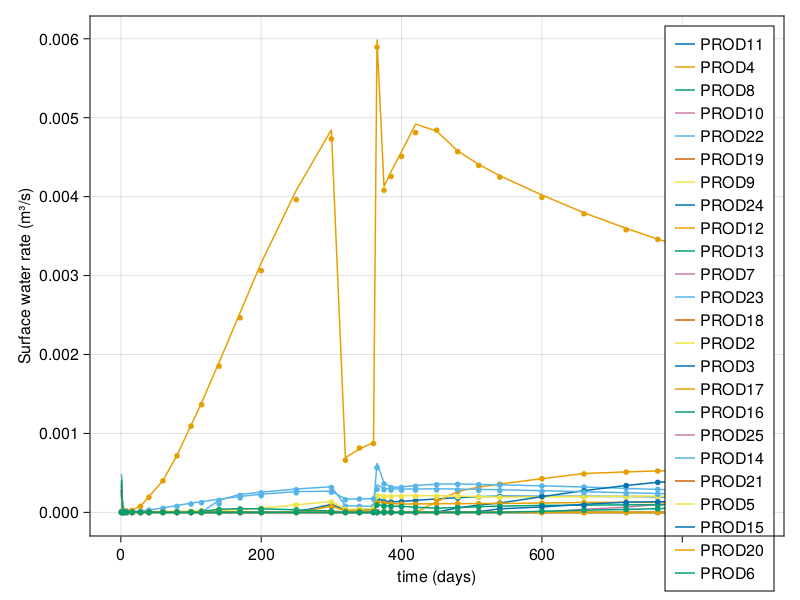 0.006
0.005
0.004
0.003
0.002
0.001
0.000
Surface water rate (m³/s)
0
200
400
600
time (days)
PROD11
PROD4
PROD8
PROD10
PROD22
PROD19
PROD9
PROD24
PROD12
PROD13
PROD7
PROD23
PROD18
PROD2
PROD3
PROD17
PROD16
PROD25
PROD14
PROD21
PROD5
PROD15
PROD20
PROD6